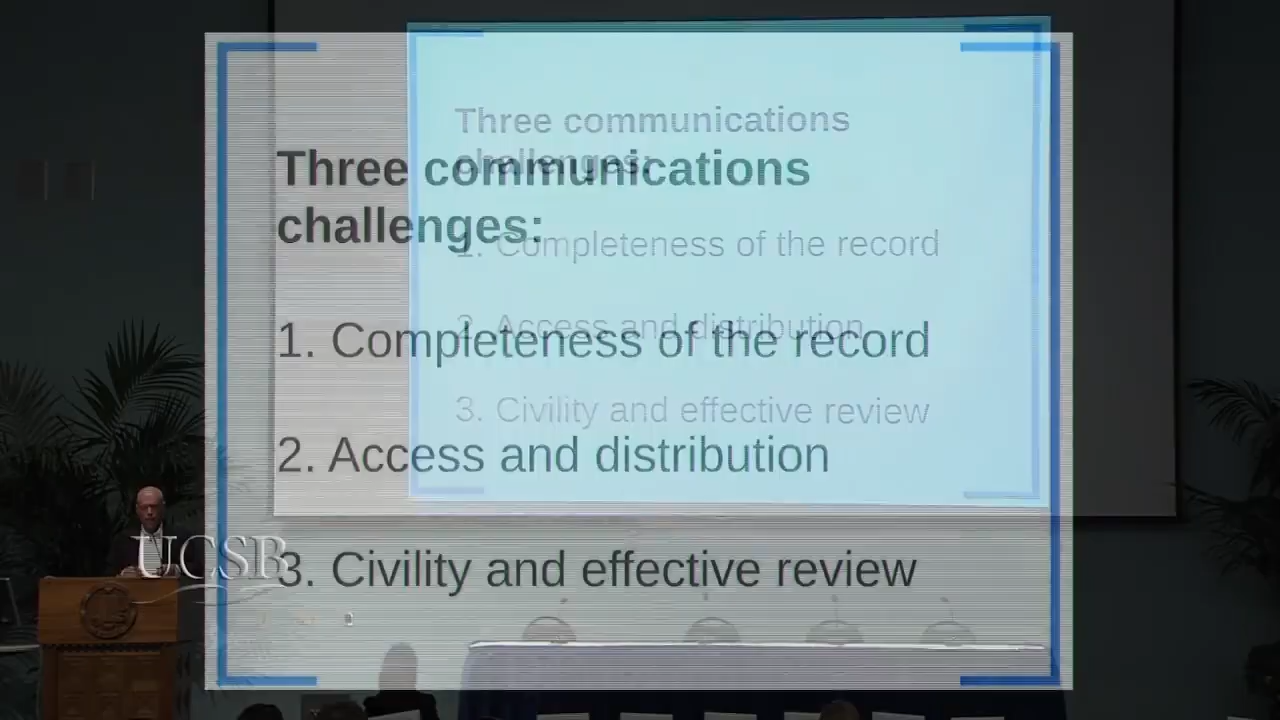 Three communications
challenges:
1. Completeness of the record
2. Access and distribution
3. Civility and effective review
Three communications
challenges:
1. Completeness of the record
2. Access and distribution
3. Civility and effective review
UCSB